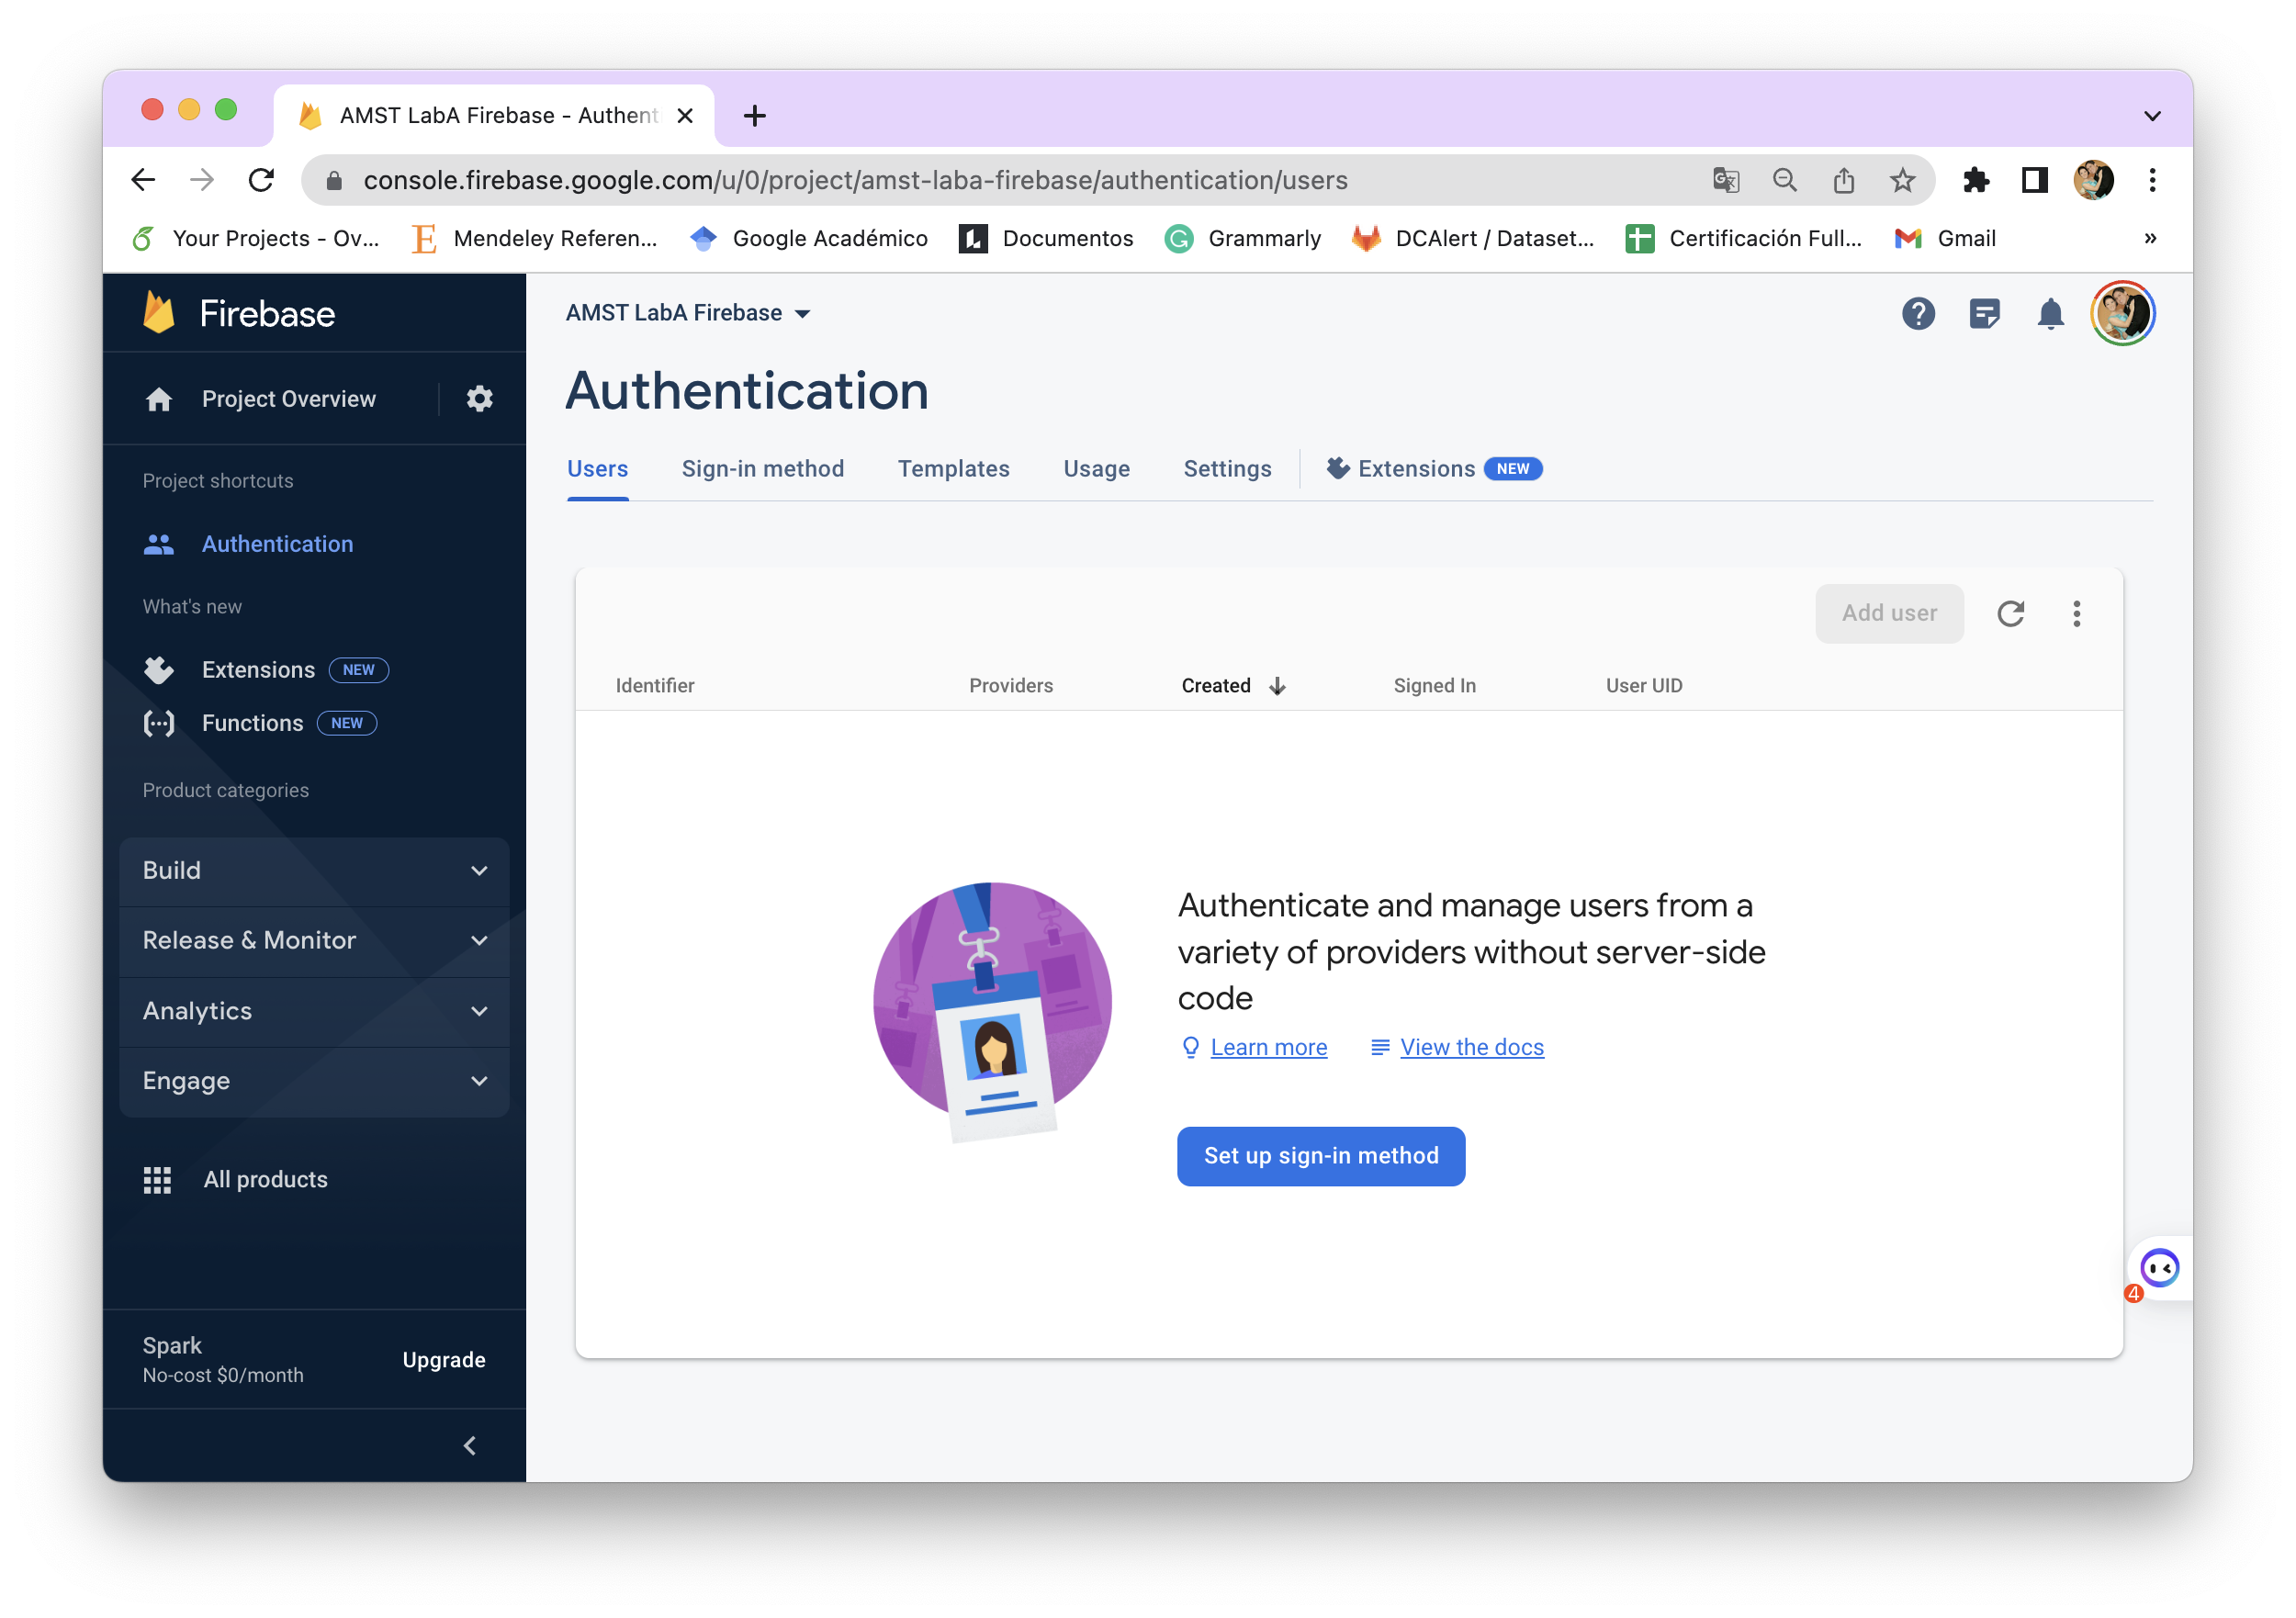 AMST LabA Firebase - Authent
console.firebase.google.com/u/0/project/amst-laba-firebase/authentication/users
Your Projects - Ov...
Mendeley Referen...
Google Académico
Documentos
Grammarly
DCAlert / Dataset...
Certificación Full...
Gmail
»
Firebase
Project Overview
Project shortcuts
Authentication
What's new
Extensions NEW
Functions NEW
Product categories
Build
Release & Monitor
Analytics
Engage
All products
Spark
No-cost $0/month
Upgrade
AMST LabA Firebase
Authentication
Users
Sign-in method
Templates
Usage
Settings
Extensions NEW
Add user
Identifier
Providers
Created
Signed In
User UID
Authenticate and manage users from a
variety of providers without server-side
code
Learn more
View the docs
Set up sign-in method
4